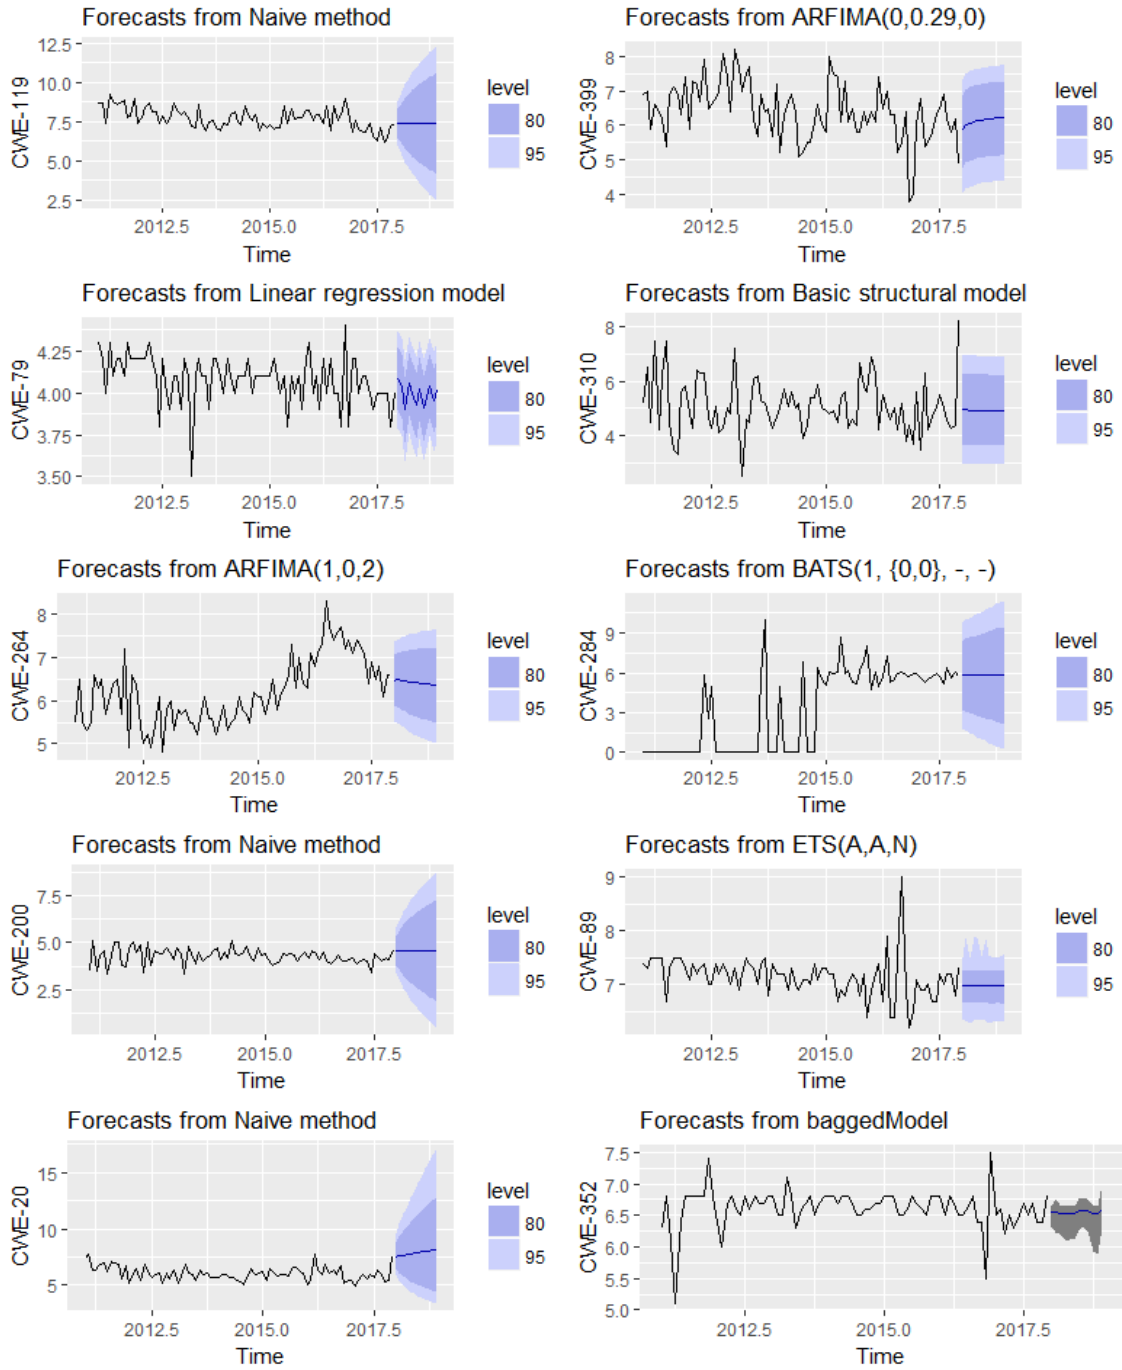 Forecasts from Naive method
CWE-119
12.5
10.0
7.5
5.0
2.5
2012.5 2015.0 2017.5
Time
level
80
95
Forecasts from ARFIMA(0,0.29,0)
CWE-399
8
7
6
5
4
2012.5 2015.0 2017.5
Time
level
80
95
Forecasts from Linear regression model
CWE-79
4.25
4.00
3.75
3.50
2012.5 2015.0 2017.5
Time
level
80
95
Forecasts from Basic structural model
CWE-310
8
6
4
2012.5 2015.0 2017.5
Time
level
80
95
Forecasts from ARFIMA(1,0,2)
CWE-264
8
7
6
5
2012.5 2015.0 2017.5
Time
level
80
95
Forecasts from BATS(1, {0,0}, -, -)
CWE-284
9
6
3
0
2012.5 2015.0 2017.5
Time
level
80
95
Forecasts from Naive method
CWE-200
7.5
5.0
2.5
2012.5 2015.0 2017.5
Time
level
80
95
Forecasts from ETS(A,A,N)
CWE-89
9
8
7
2012.5 2015.0 2017.5
Time
level
80
95
Forecasts from Naive method
CWE-20
15
10
5
2012.5 2015.0 2017.5
Time
level
80
95
Forecasts from baggedModel
CWE-352
7.5
7.0
6.5
6.0
5.5
5.0
2012.5 2015.0 2017.5
Time